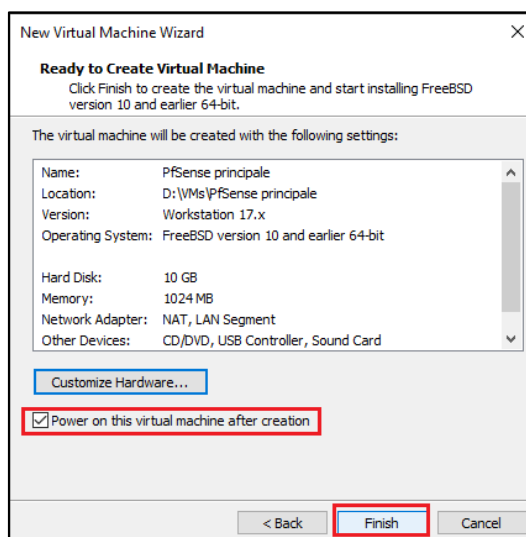 New Virtual Machine Wizard
Ready to Create Virtual Machine
Click Finish to create the virtual machine and start installing FreeBSD
version 10 and earlier 64-bit.
The virtual machine will be created with the following settings:
Name: PfSense principale
Location: D:\VMs\PfSense principale
Version: Workstation 17.x
Operating System: FreeBSD version 10 and earlier 64-bit
Hard Disk: 10 GB
Memory: 1024 MB
Network Adapter: NAT, LAN Segment
Other Devices: CD/DVD, USB Controller, Sound Card
Customize Hardware...
Power on this virtual machine after creation
< Back Finish Cancel